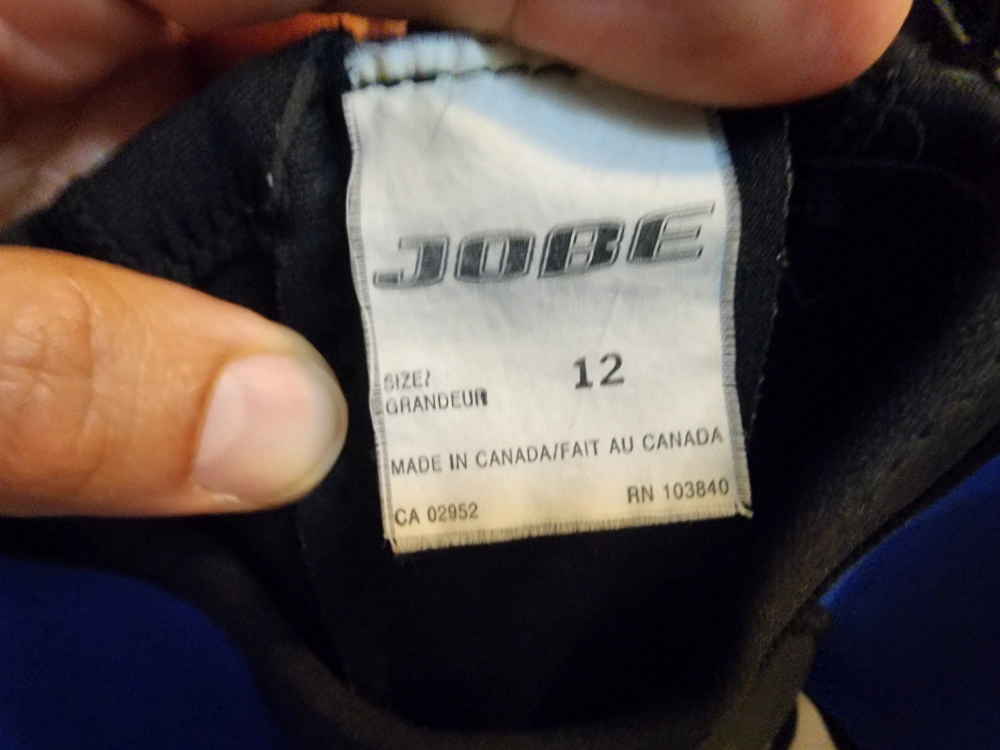 JOBE
SIZE/
GRANDEUR
12
MADE IN CANADA/FAIT AU CANADA
CA 02952
RN 103840